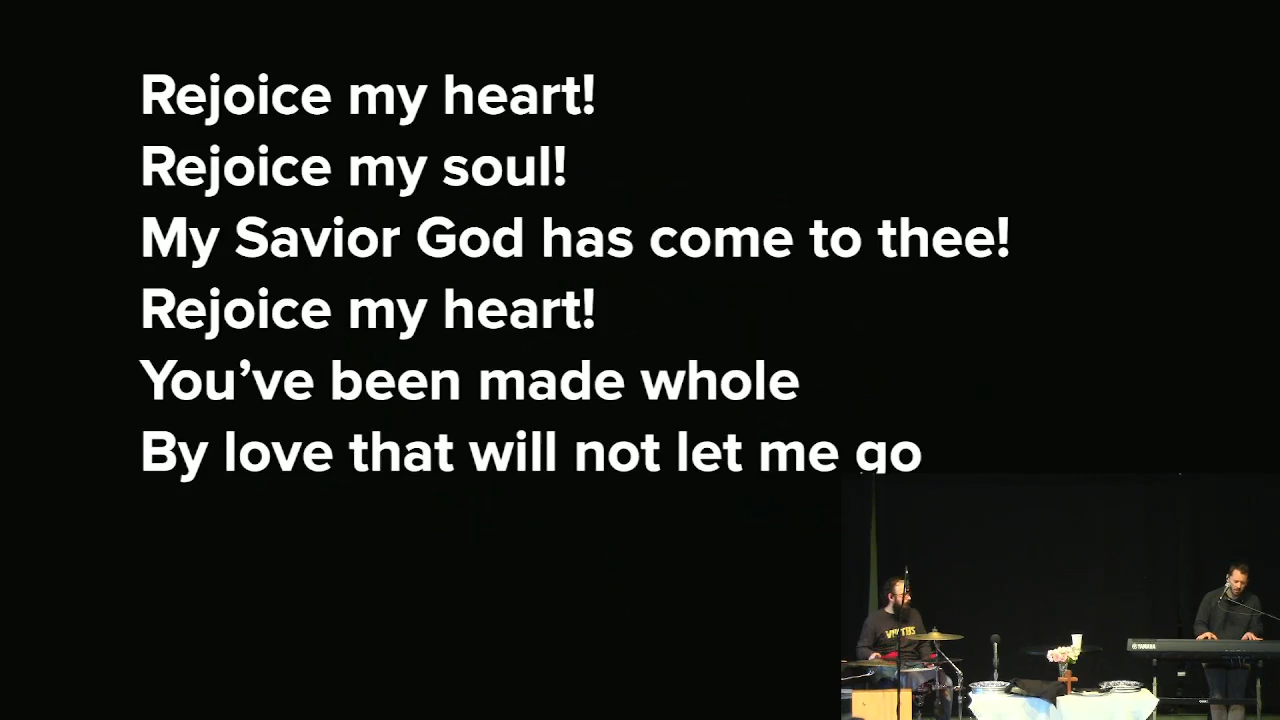 Rejoice my heart!
Rejoice my soul!
My Savior God has come to thee!
Rejoice my heart!
You’ve been made whole
By love that will not let me go
YAMAHA